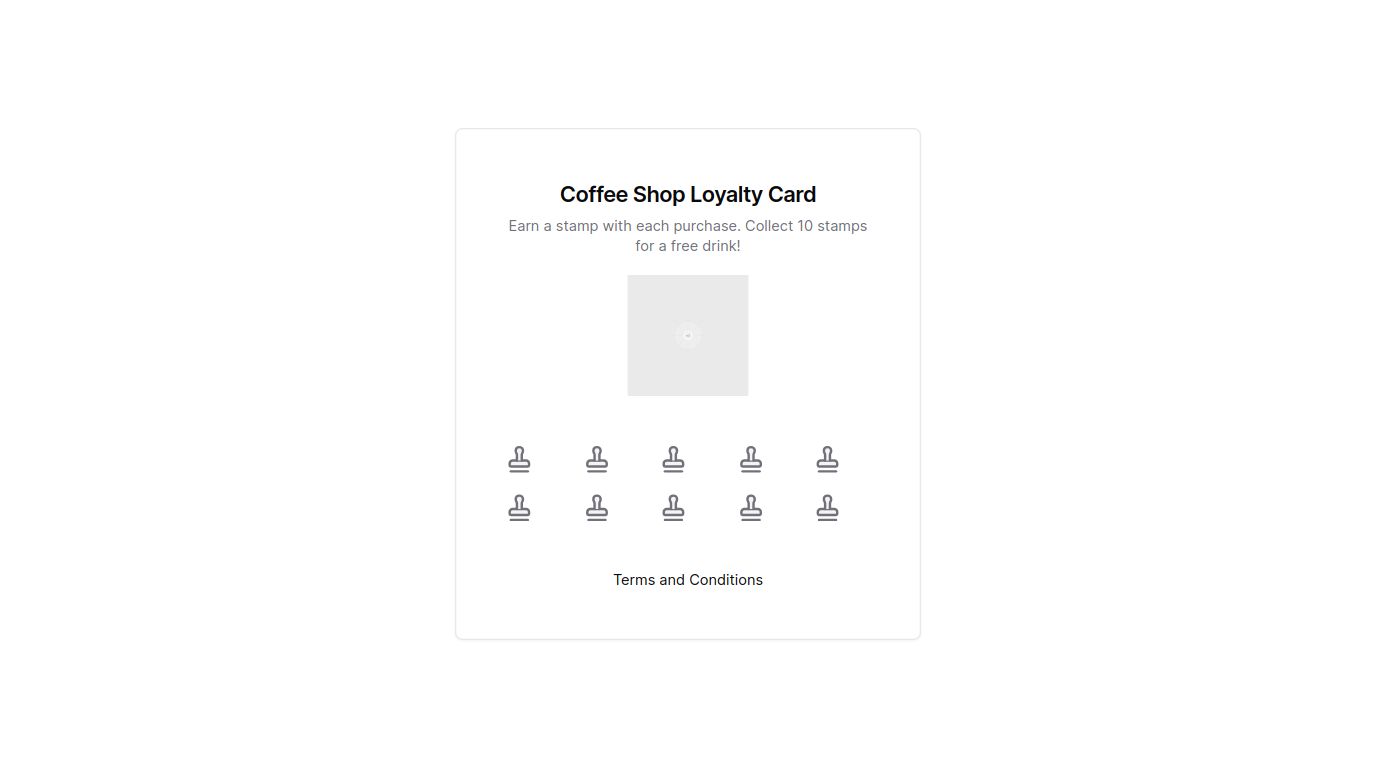 Coffee Shop Loyalty Card
Earn a stamp with each purchase. Collect 10 stamps
for a free drink!
Terms and Conditions